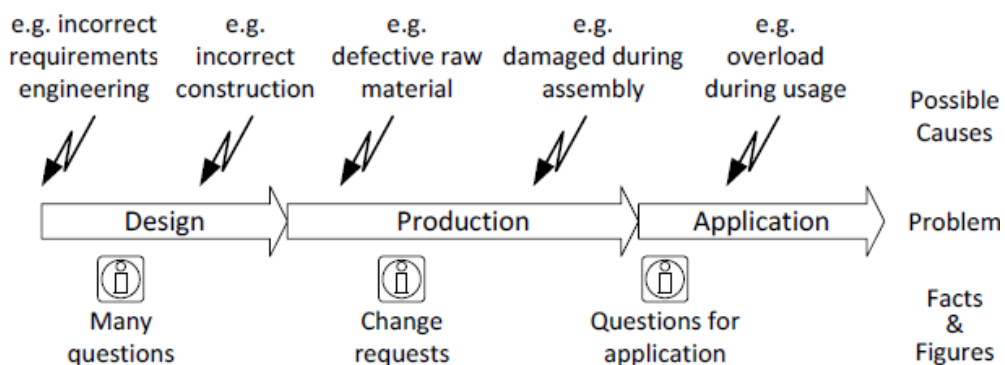 e.g. incorrect
requirements
engineering
e.g.
incorrect
construction
e.g.
defective raw
material
e.g.
damaged during
assembly
e.g.
overload
during usage
Possible
Causes
Design
Production
Application
Problem
Many
questions
Change
requests
Questions for
application
Facts
&
Figures